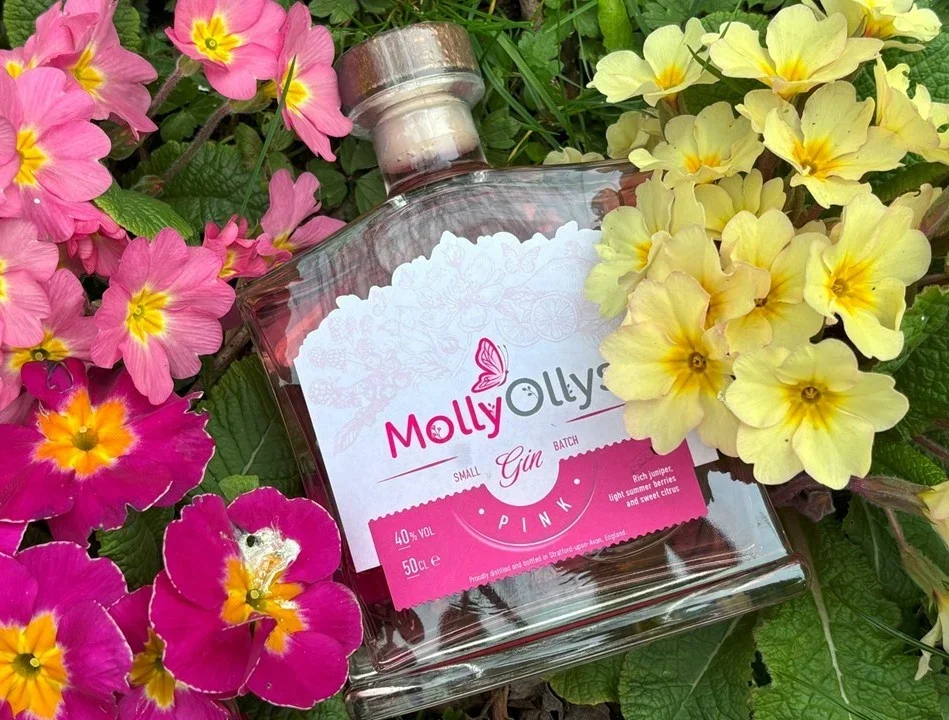 MollyOllys
SMALL Gin BATCH
PINK
40% VOL
50CL e
Rich juniper,
light summer berries
and sweet citrus
Proudly distilled and bottled in Stratford-upon-Avon, England